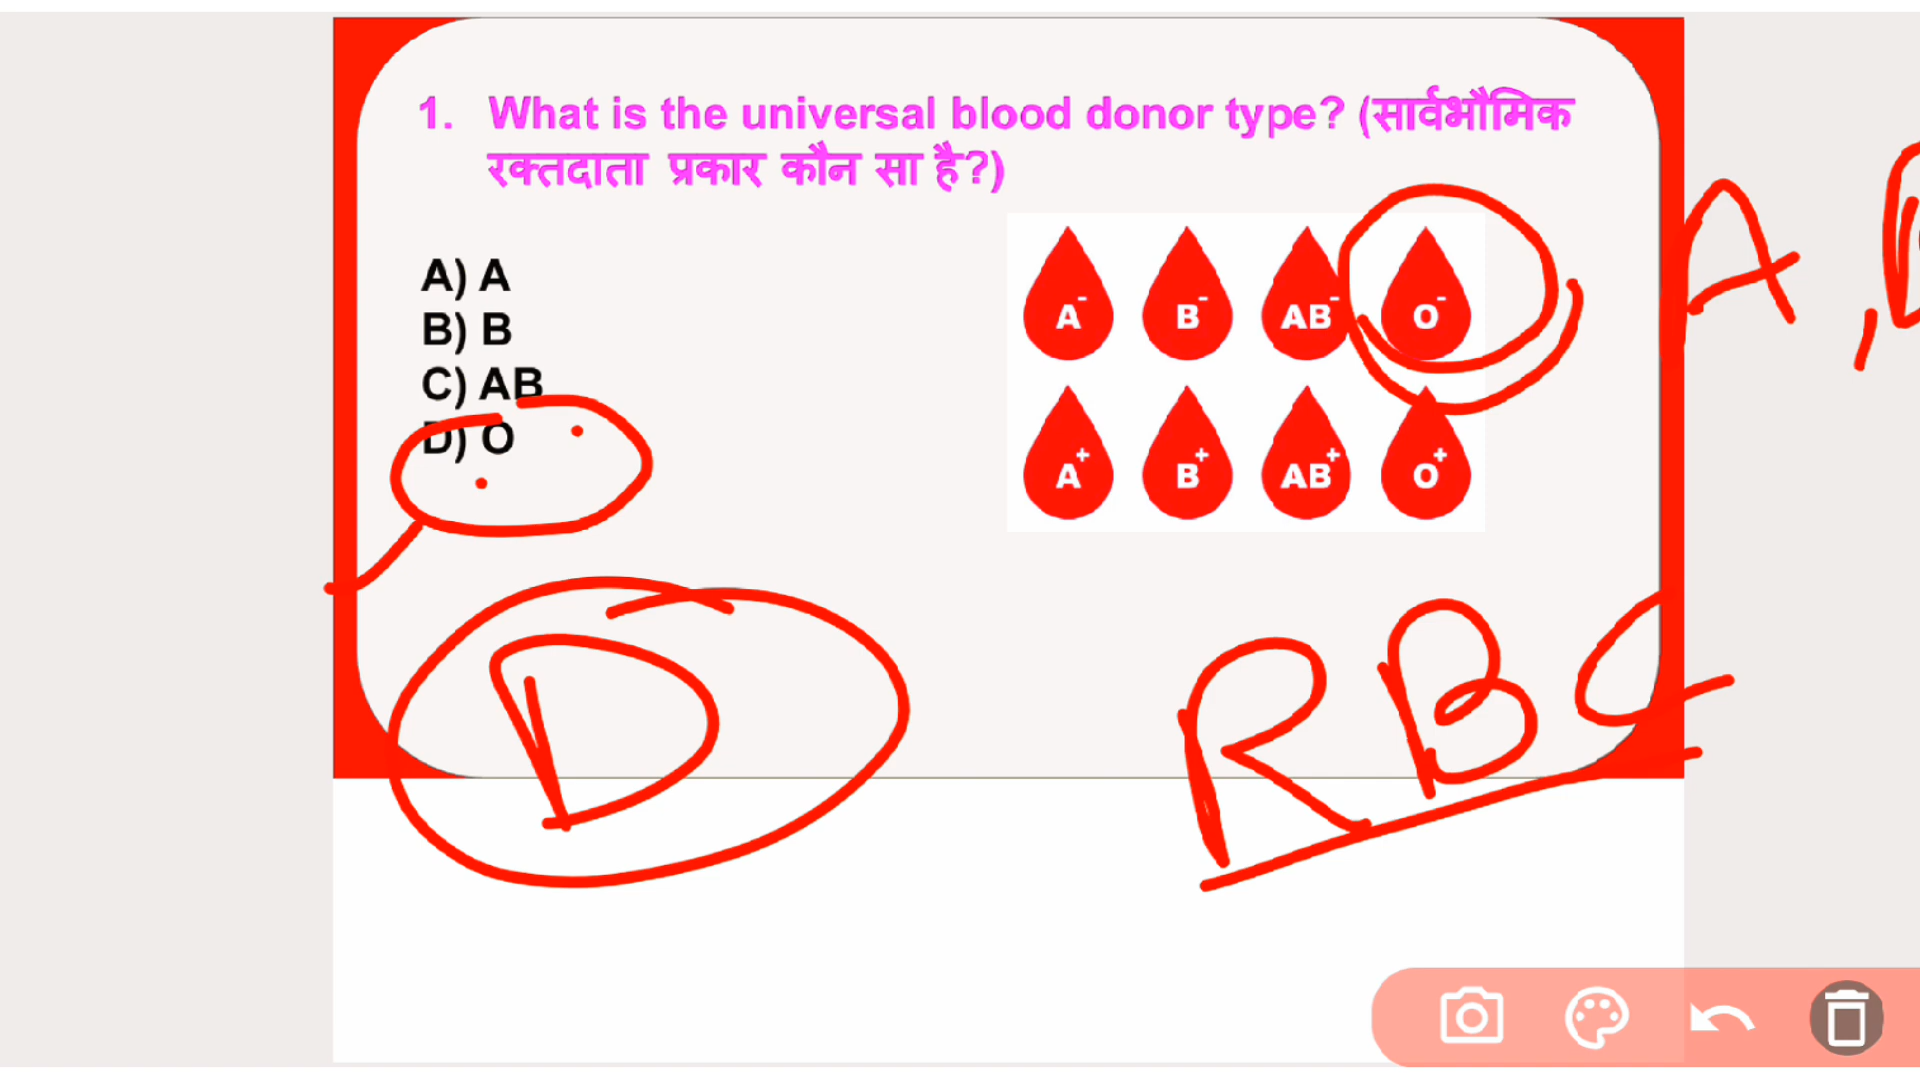 1. What is the universal blood donor type? (सार्वभौमिक
रक्तदाता प्रकार कौन सा है?)
A) A
B) B
C) AB
D) O
A- B- AB- O-
A+ B+ AB+ O+
A,
D
RBC